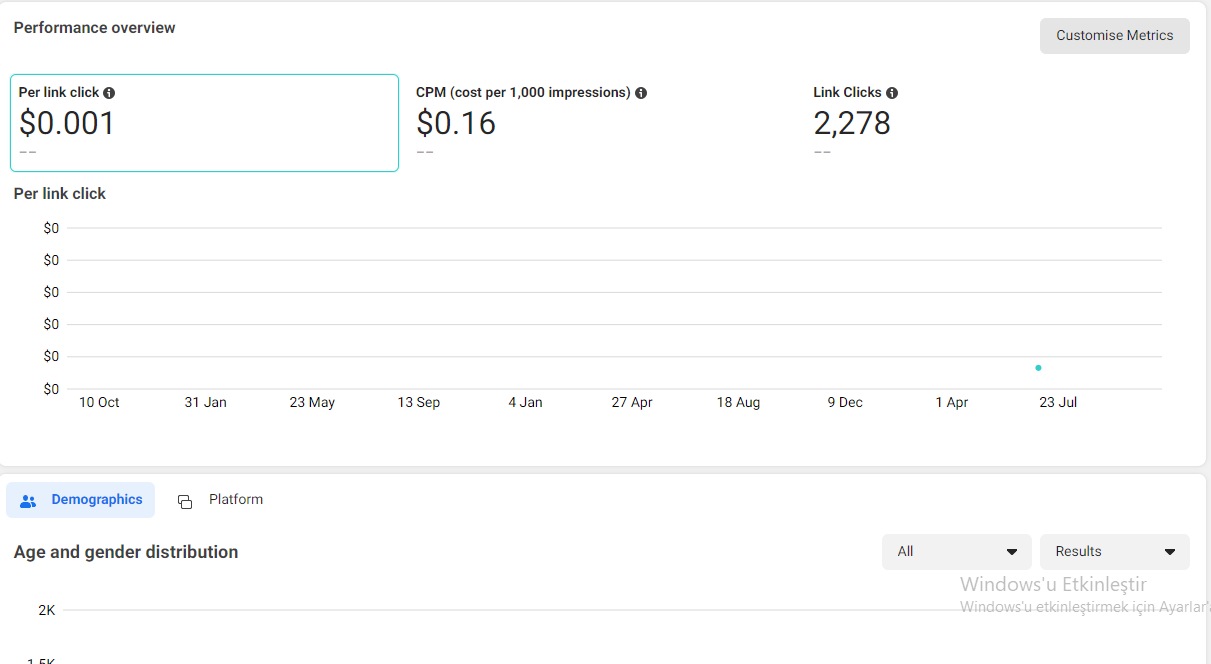 Performance overview
Customise Metrics
Per link click
$0.001
––
CPM (cost per 1,000 impressions)
$0.16
––
Link Clicks
2,278
––
Per link click
$0
$0
$0
$0
$0
$0
10 Oct 31 Jan 23 May 13 Sep 4 Jan 27 Apr 18 Aug 9 Dec 1 Apr 23 Jul
Demographics Platform
Age and gender distribution
All Results
Windows'u Etkinleştir
Windows'u etkinleştirmek için Ayarlar'
2K
1.5K